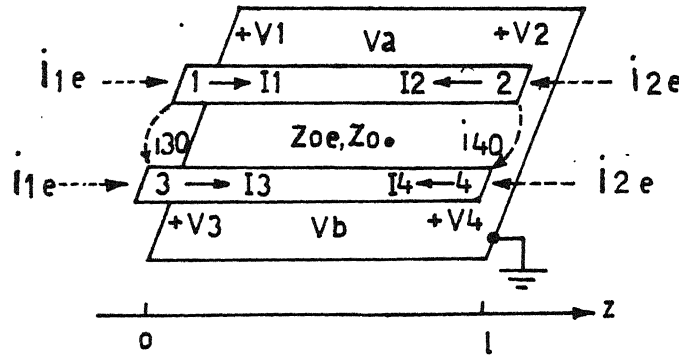 +V1 Va +V2
i1e 1 I1 I2 2 i2e
i30 Zoe,Zo. i40
i1e 3 I3 I4 4 i2e
+V3 Vb +V4
z
0 l